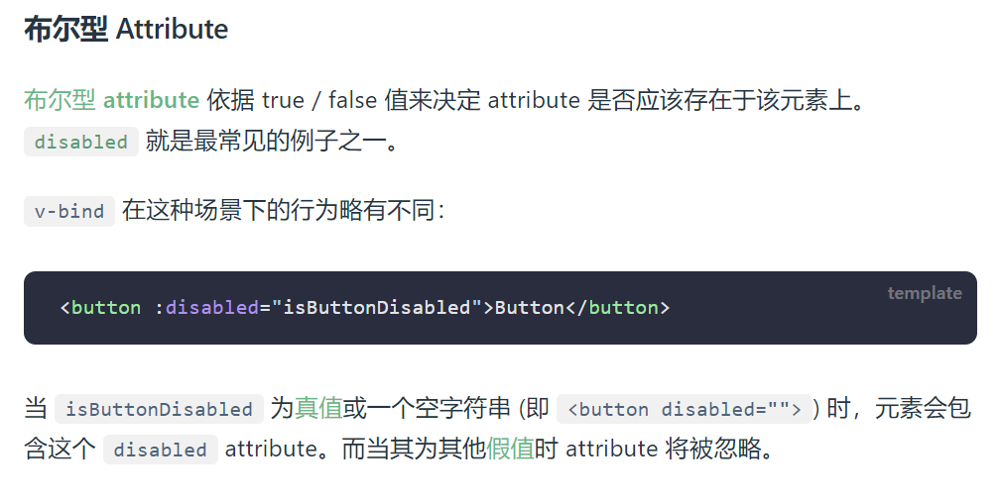 布尔型 Attribute
布尔型 attribute 依据 true / false 值来决定 attribute 是否应该存在于该元素上。
disabled 就是最常见的例子之一。
v-bind 在这种场景下的行为略有不同：
template
<button :disabled="isButtonDisabled">Button</button>
当 isButtonDisabled 为真值或一个空字符串 (即 <button disabled="">) 时，元素会包
含这个 disabled attribute。而当其为其他假值时 attribute 将被忽略。